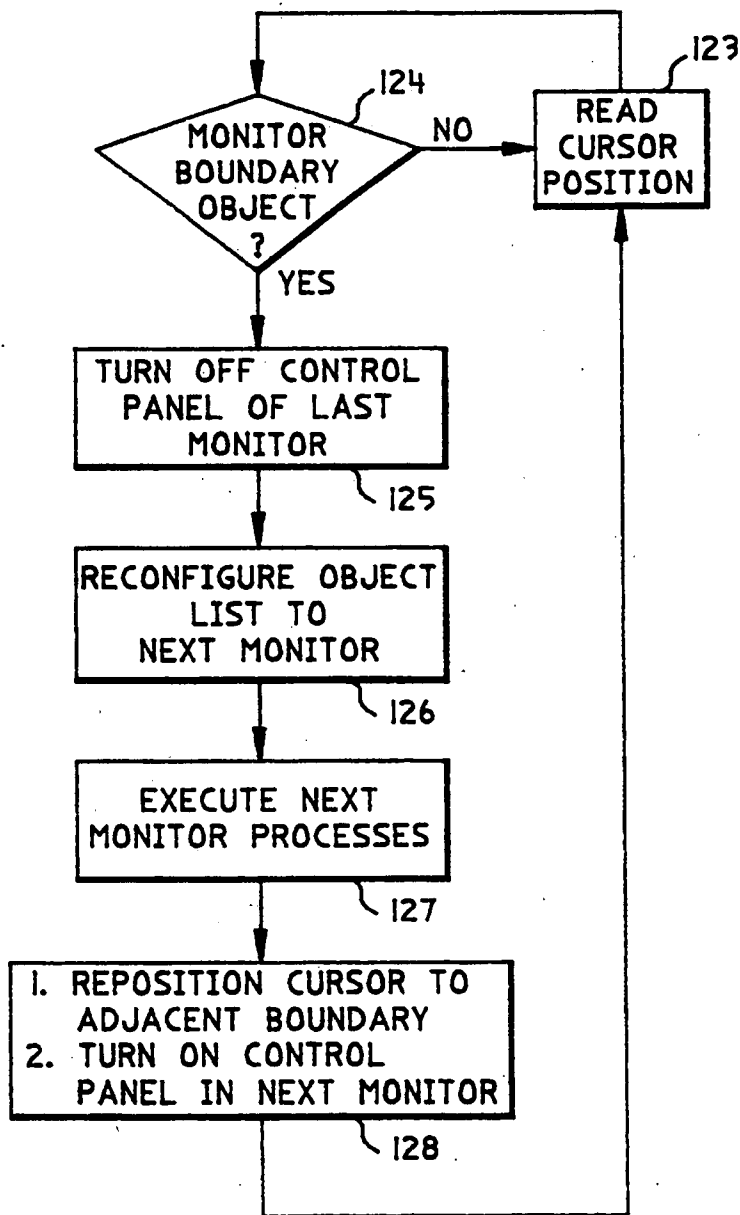 123
READ
CURSOR
POSITION
124
MONITOR
BOUNDARY
OBJECT
?
NO
YES
TURN OFF CONTROL
PANEL OF LAST
MONITOR
125
RECONFIGURE OBJECT
LIST TO
NEXT MONITOR
126
EXECUTE NEXT
MONITOR PROCESSES
127
1. REPOSITION CURSOR TO
ADJACENT BOUNDARY
2. TURN ON CONTROL
PANEL IN NEXT MONITOR
128